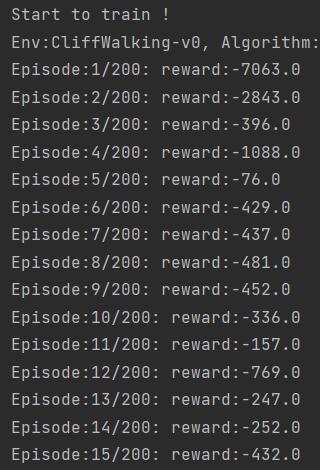 Start to train !
Env:CliffWalking-v0, Algorithm:
Episode:1/200: reward:-7063.0
Episode:2/200: reward:-2843.0
Episode:3/200: reward:-396.0
Episode:4/200: reward:-1088.0
Episode:5/200: reward:-76.0
Episode:6/200: reward:-429.0
Episode:7/200: reward:-437.0
Episode:8/200: reward:-481.0
Episode:9/200: reward:-452.0
Episode:10/200: reward:-336.0
Episode:11/200: reward:-157.0
Episode:12/200: reward:-769.0
Episode:13/200: reward:-247.0
Episode:14/200: reward:-252.0
Episode:15/200: reward:-432.0